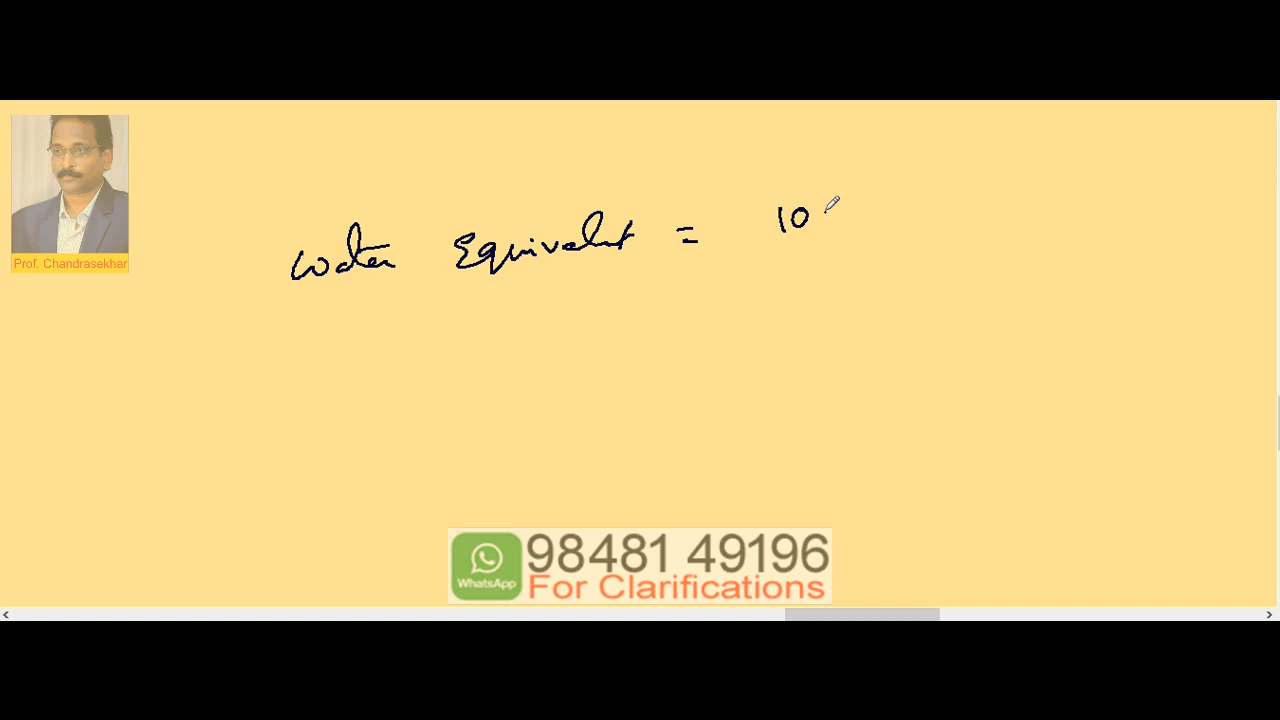 Prof. Chandrasekhar
Water Equivalent = 10
98481 49196
WhatsApp
For Clarifications